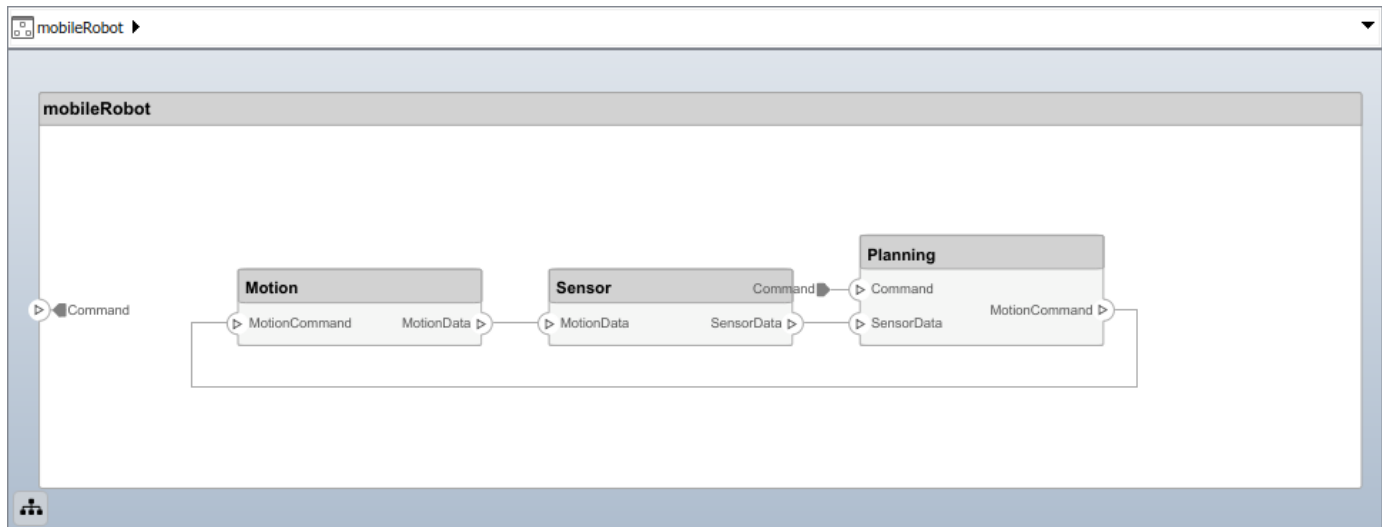 mobileRobot
mobileRobot
Planning
Motion
Sensor
Command
Command
Command
MotionCommand
MotionCommand
MotionData
MotionData
SensorData
SensorData